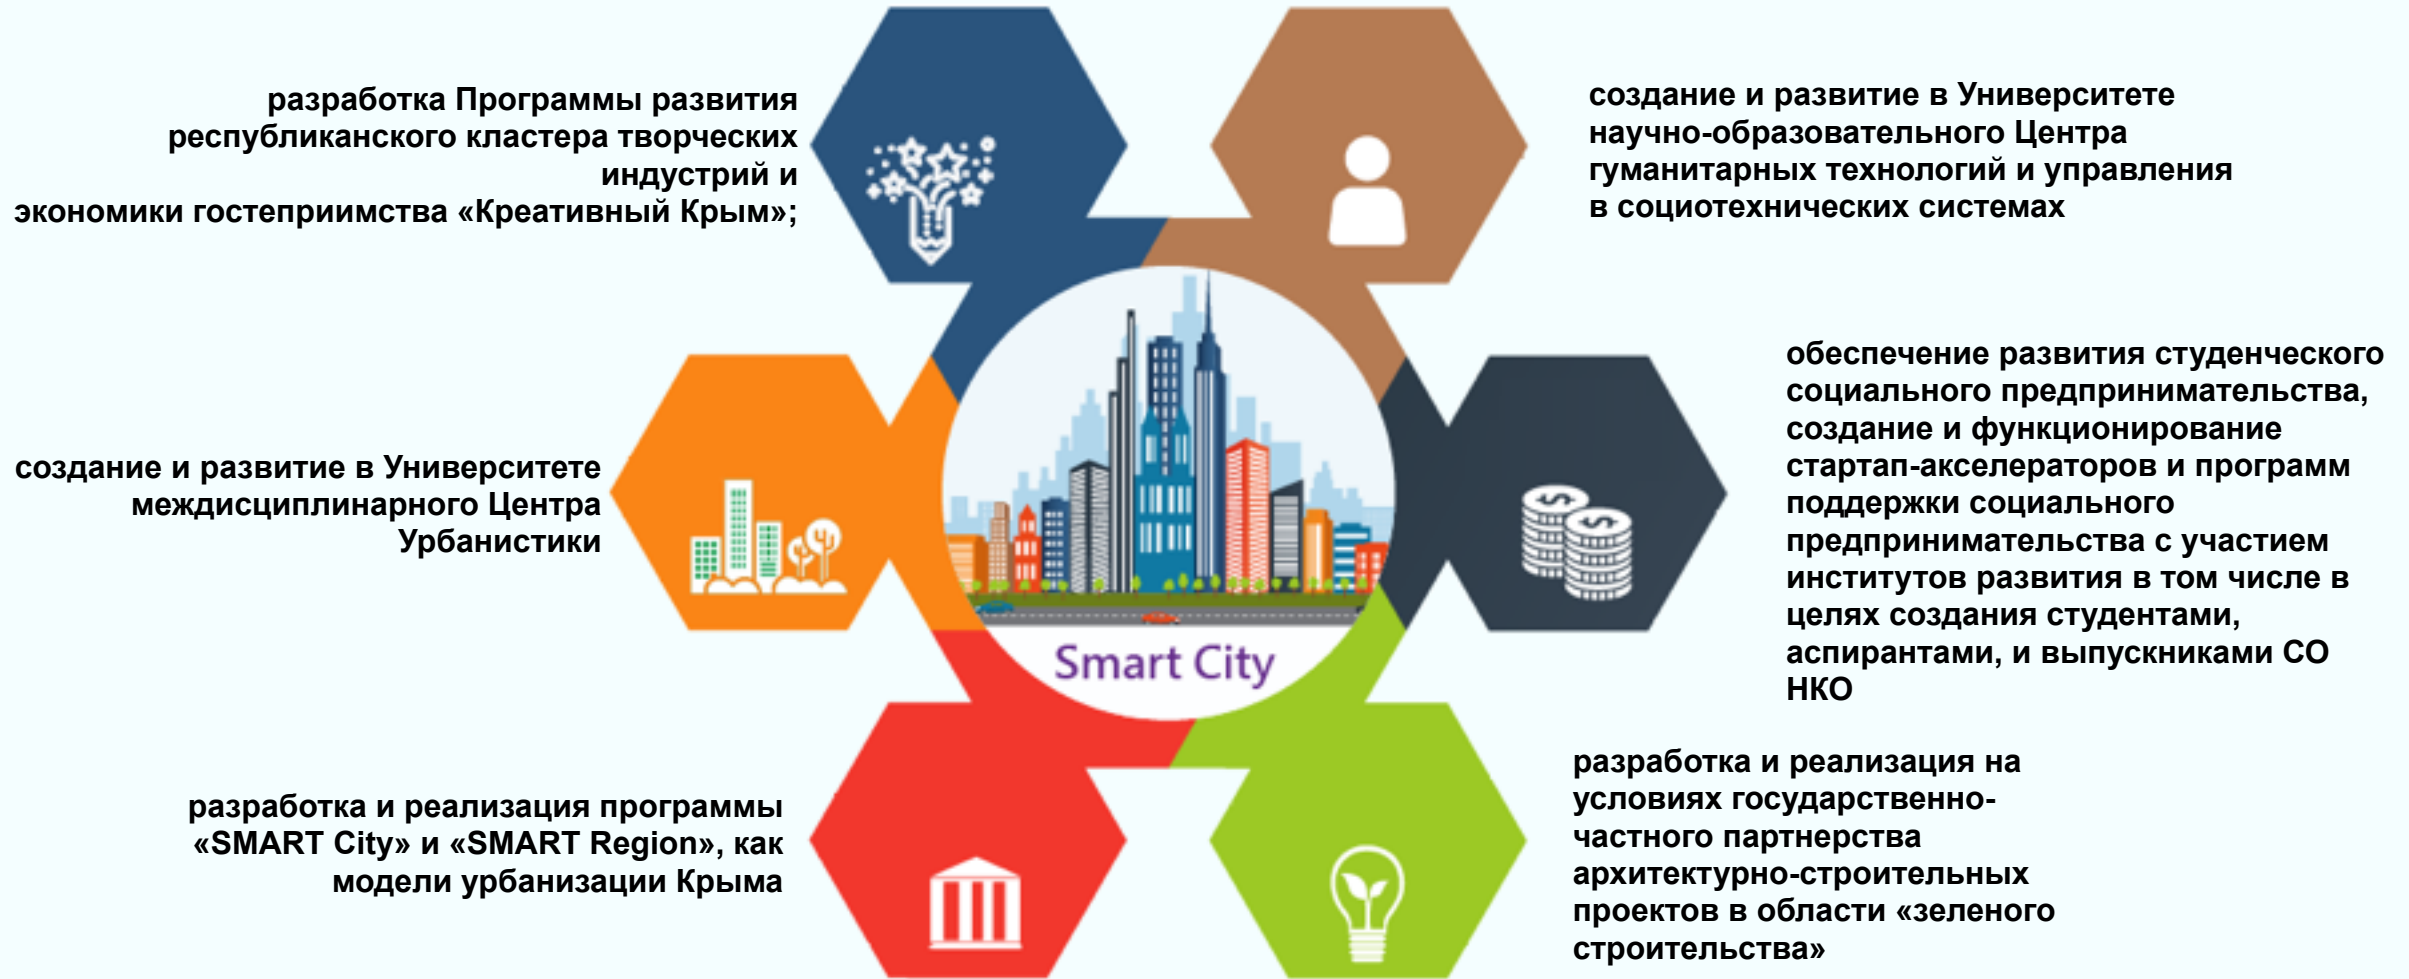 разработка Программы развития
республиканского кластера творческих
индустрий и
экономики гостеприимства «Креативный Крым»;
создание и развитие в Университете
научно-образовательного Центра
гуманитарных технологий и управления
в социотехнических системах
создание и развитие в Университете
междисциплинарного Центра
Урбанистики
Smart City
обеспечение развития студенческого
социального предпринимательства,
создание и функционирование
стартап-акселераторов и программ
поддержки социального
предпринимательства с участием
институтов развития в том числе в
целях создания студентами,
аспирантами, и выпускниками СО
НКО
разработка и реализация программы
«SMART City» и «SMART Region», как
модели урбанизации Крыма
разработка и реализация на
условиях государственно-
частного партнерства
архитектурно-строительных
проектов в области «зеленого
строительства»